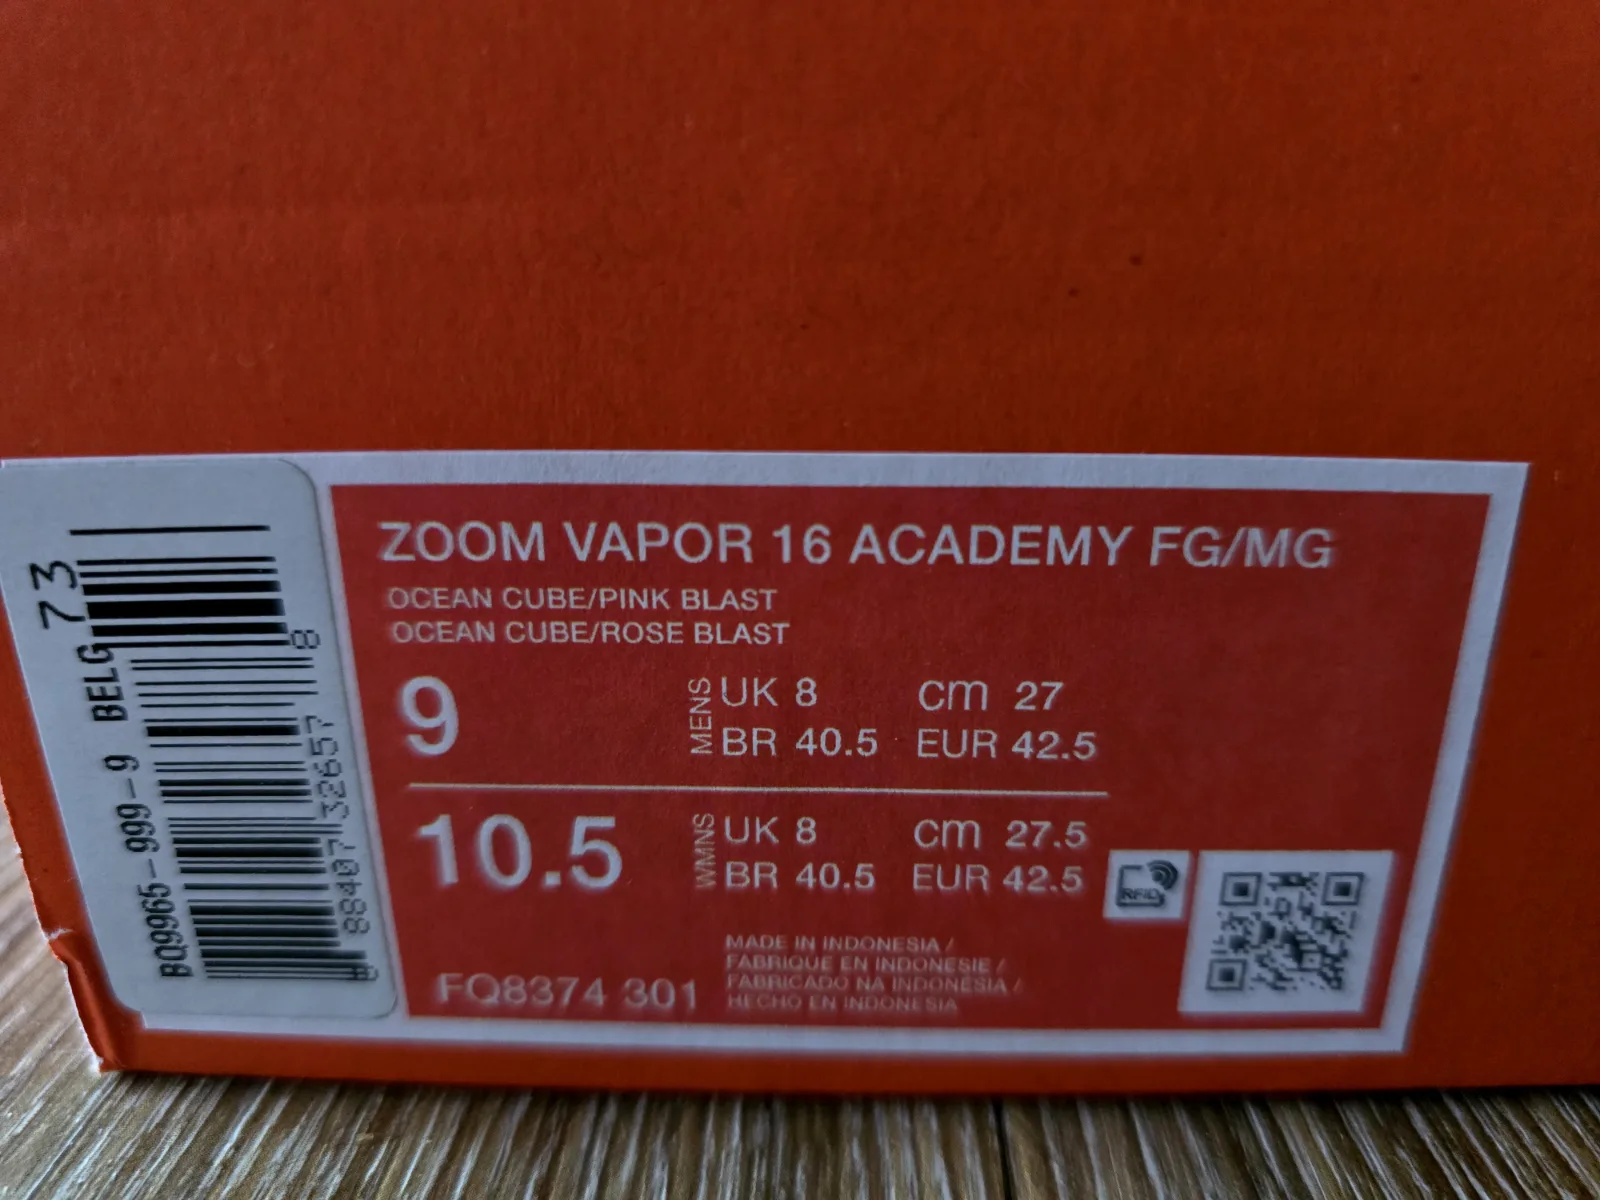 ZOOM VAPOR 16 ACADEMY FG/MG
OCEAN CUBE/PINK BLAST
OCEAN CUBE/ROSE BLAST
9
MENS
UK 8 cm 27
BR 40.5 EUR 42.5
10.5
WMNS
UK 8 cm 27.5
BR 40.5 EUR 42.5
RFID
FQ8374 301
MADE IN INDONESIA /
FABRIQUE EN INDONESIE /
FABRICADO NA INDONESIA /
HECHO EN INDONESIA
BQ9965-999-9 BELG 73
88407 32657 8